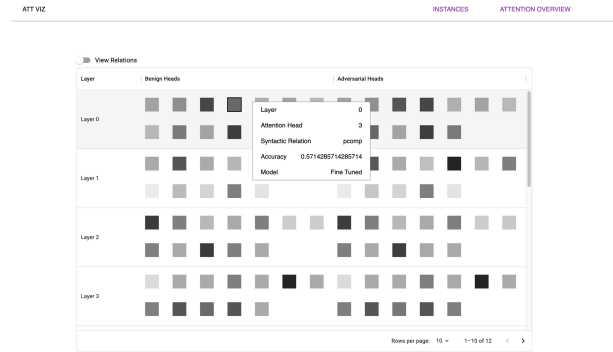 ATT VIZ INSTANCES ATTENTION OVERVIEW
View Relations
Layer Benign Heads Adversarial Heads
Layer 0
Layer 0
Attention Head 3
Syntactic Relation pcomp
Accuracy 0.5714285714285714
Model Fine Tuned
Layer 1
Layer 2
Layer 3
Rows per page: 10 1–10 of 12